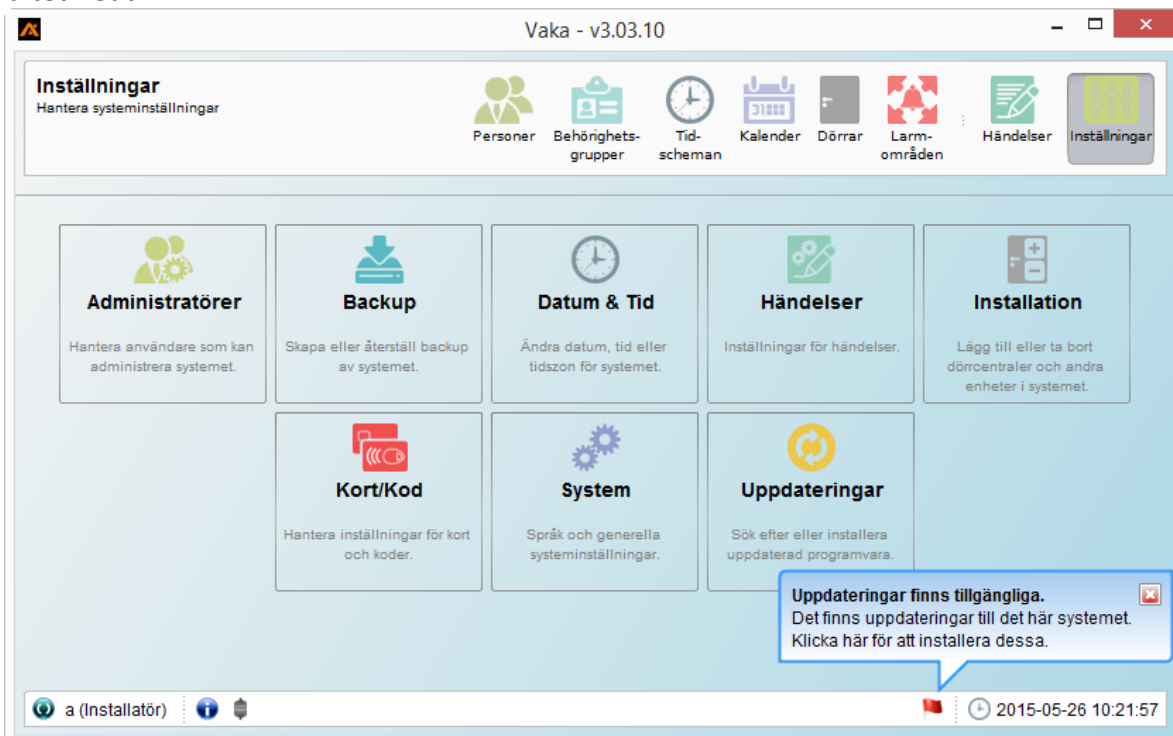 Vaka - v3.03.10
Inställningar
Hantera systeminställningar
Personer
Behörighets-
grupper
Tid-
scheman
31
Kalender
Dörrar
Larm-
områden
Händelser
Inställningar
Administratörer
Hantera användare som kan
administrera systemet.
Backup
Skapa eller återställ backup
av systemet.
Datum & Tid
Ändra datum, tid eller
tidszon för systemet.
Händelser
Inställningar för händelser.
Installation
Lägg till eller ta bort
dörrcentraler och andra
enheter i systemet.
Kort/Kod
Hantera inställningar för kort
och koder.
System
Språk och generella
systeminställningar.
Uppdateringar
Sök efter eller installera
uppdaterad programvara.
Uppdateringar finns tillgängliga.
Det finns uppdateringar till det här systemet.
Klicka här för att installera dessa.
a (Installatör)
2015-05-26 10:21:57